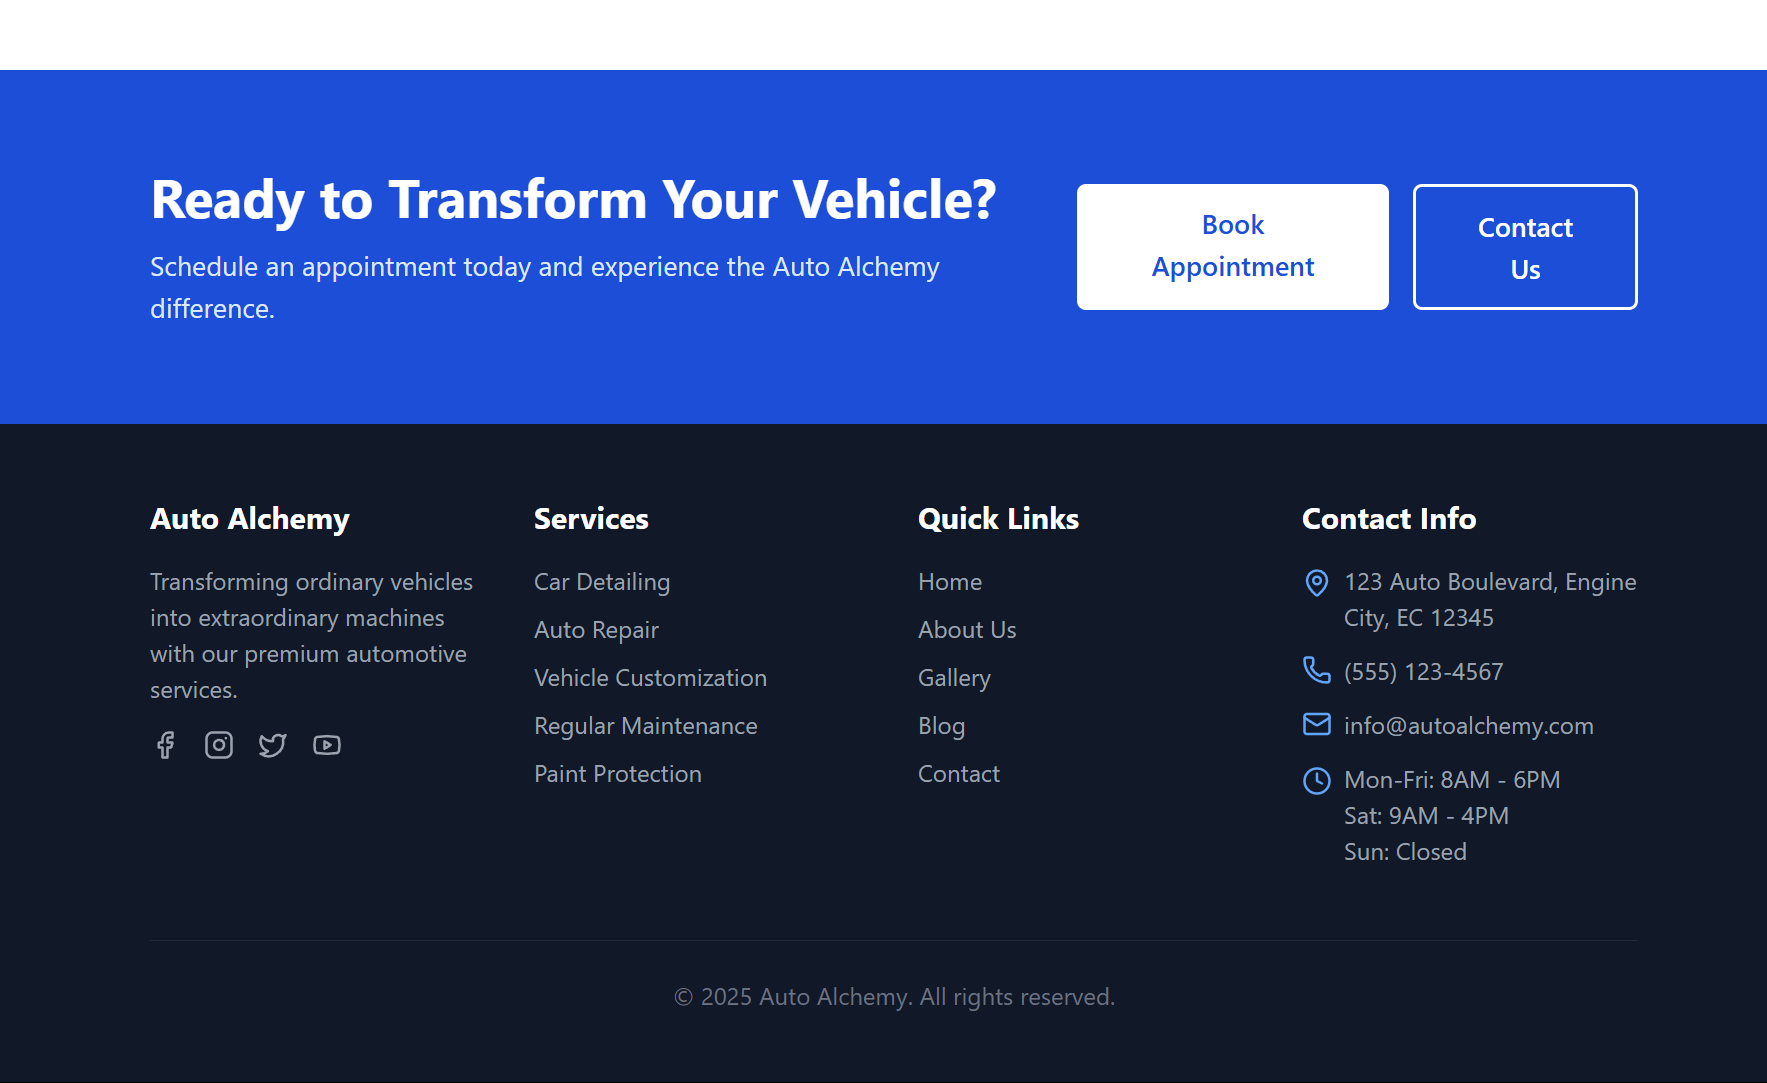 Ready to Transform Your Vehicle?
Schedule an appointment today and experience the Auto Alchemy
difference.
Book
Appointment
Contact
Us
Auto Alchemy
Transforming ordinary vehicles
into extraordinary machines
with our premium automotive
services.
Services
Car Detailing
Auto Repair
Vehicle Customization
Regular Maintenance
Paint Protection
Quick Links
Home
About Us
Gallery
Blog
Contact
Contact Info
123 Auto Boulevard, Engine
City, EC 12345
(555) 123-4567
info@autoalchemy.com
Mon-Fri: 8AM - 6PM
Sat: 9AM - 4PM
Sun: Closed
© 2025 Auto Alchemy. All rights reserved.